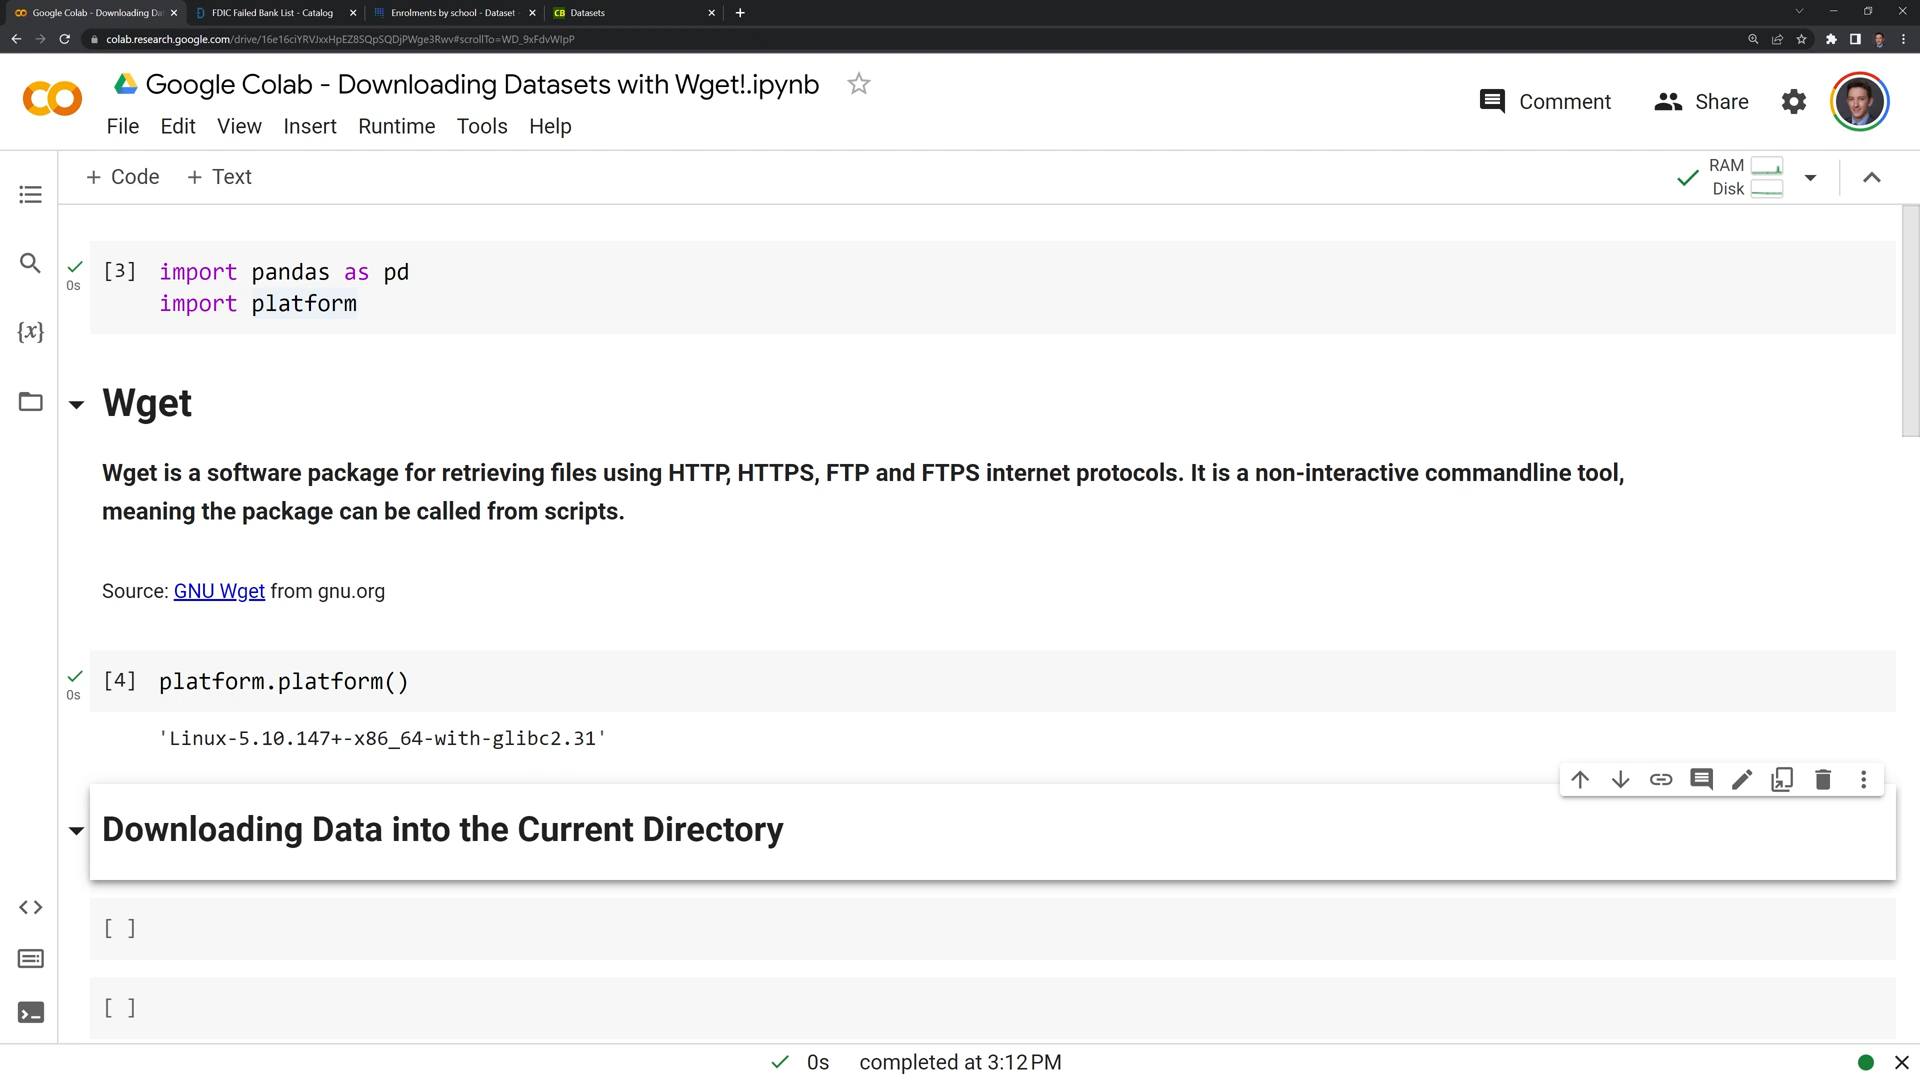 Google Colab - Downloading Da
FDIC Failed Bank List - Catalog
Enrolments by school - Dataset
CB Datasets
colab.research.google.com/drive/16e16ciYRVJxxHpEZ8SQpSQDjPWge3Rwv#scrollTo=WD_9xFdvWIpP
Google Colab - Downloading Datasets with Wget!.ipynb
Comment
Share
File Edit View Insert Runtime Tools Help
+ Code + Text
RAM
Disk
[3] import pandas as pd
0s
import platform
{x}
Wget
Wget is a software package for retrieving files using HTTP, HTTPS, FTP and FTPS internet protocols. It is a non-interactive commandline tool,
meaning the package can be called from scripts.
Source: GNU Wget from gnu.org
[4] platform.platform()
0s
'Linux-5.10.147+-x86_64-with-glibc2.31'
Downloading Data into the Current Directory
[ ]
[ ]
0s completed at 3:12 PM